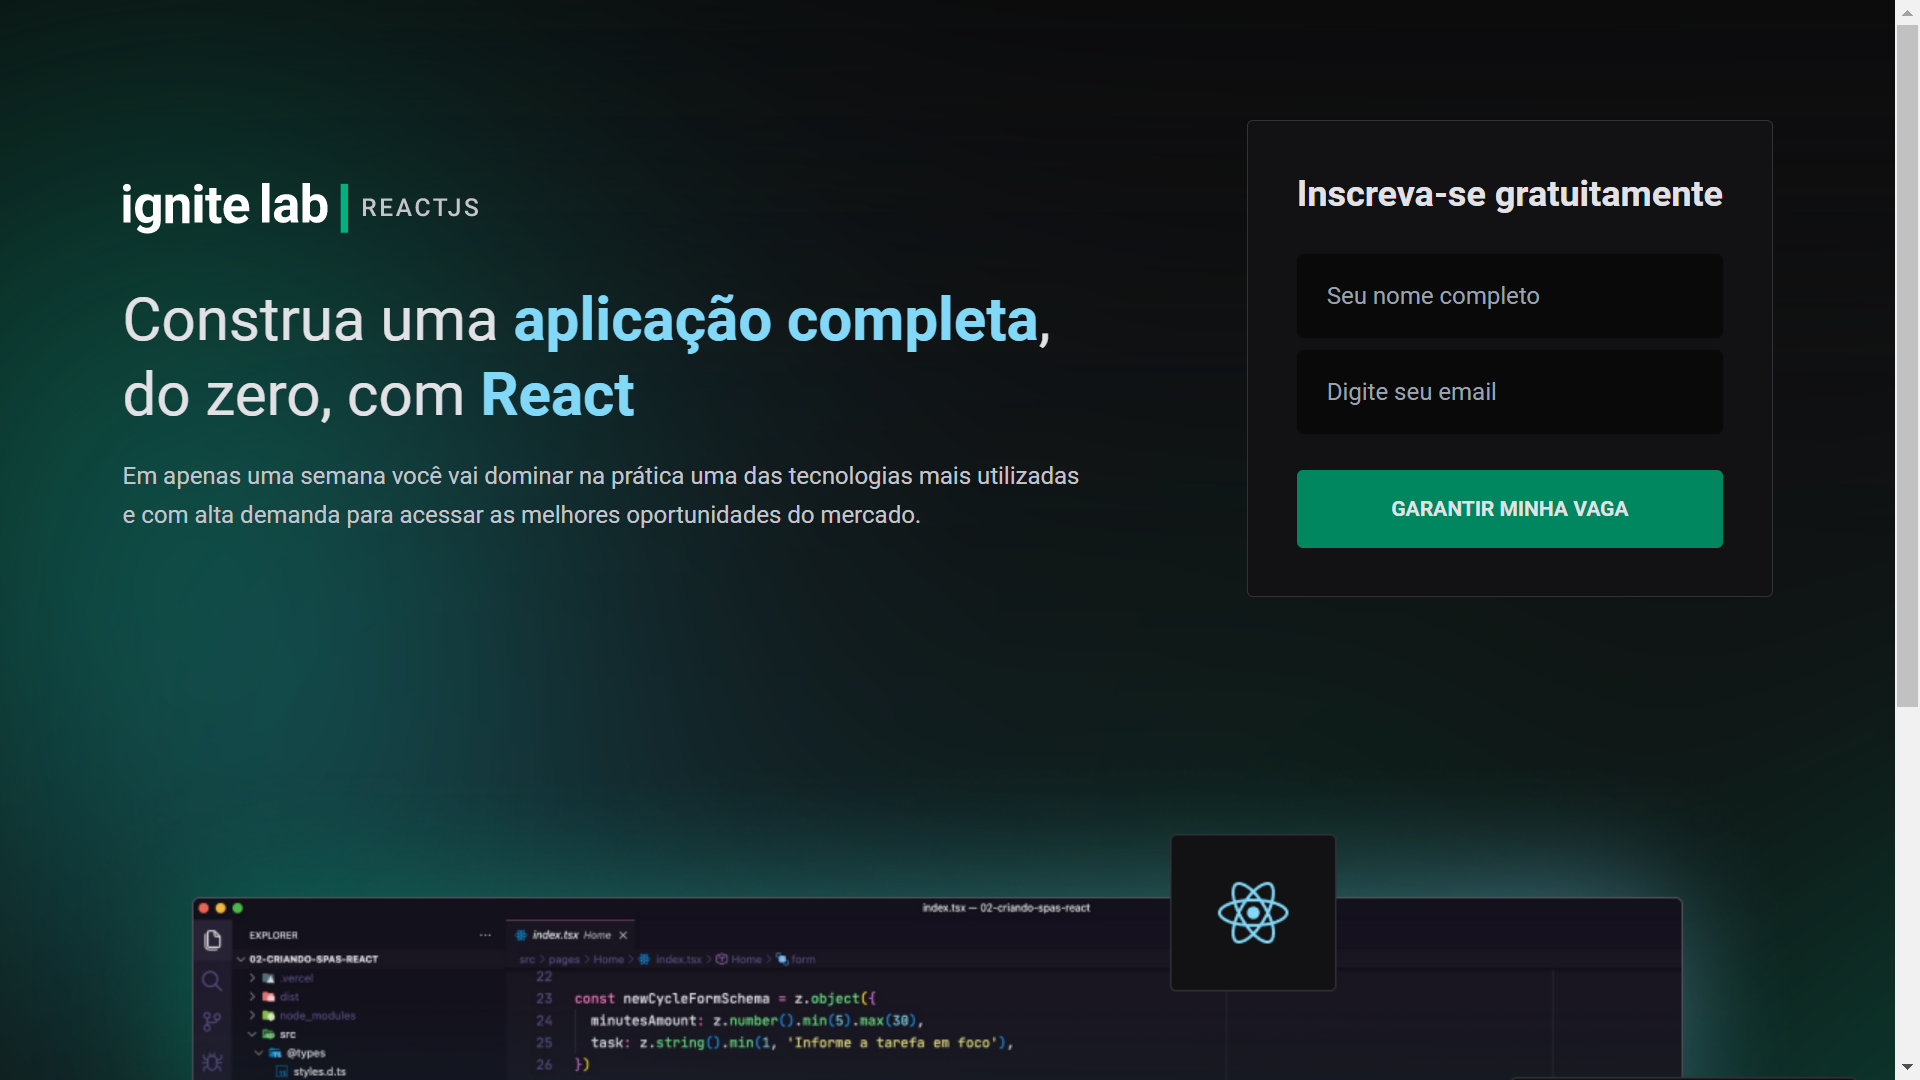 ignite lab | REACTJS
Construa uma aplicação completa,
do zero, com React
Em apenas uma semana você vai dominar na prática uma das tecnologias mais utilizadas
e com alta demanda para acessar as melhores oportunidades do mercado.
Inscreva-se gratuitamente
Seu nome completo
Digite seu email
GARANTIR MINHA VAGA
index.tsx — 02-criando-spas-react
EXPLORER ···
02-CRIANDO-SPAS-REACT
.vercel
dist
node_modules
src
@types
styles.d.ts
index.tsx Home
src > pages > Home > index.tsx > Home > form
22
23 const newCycleFormSchema = z.object({
24 minutesAmount: z.number().min(5).max(30),
25 task: z.string().min(1, 'Informe a tarefa em foco'),
26 })